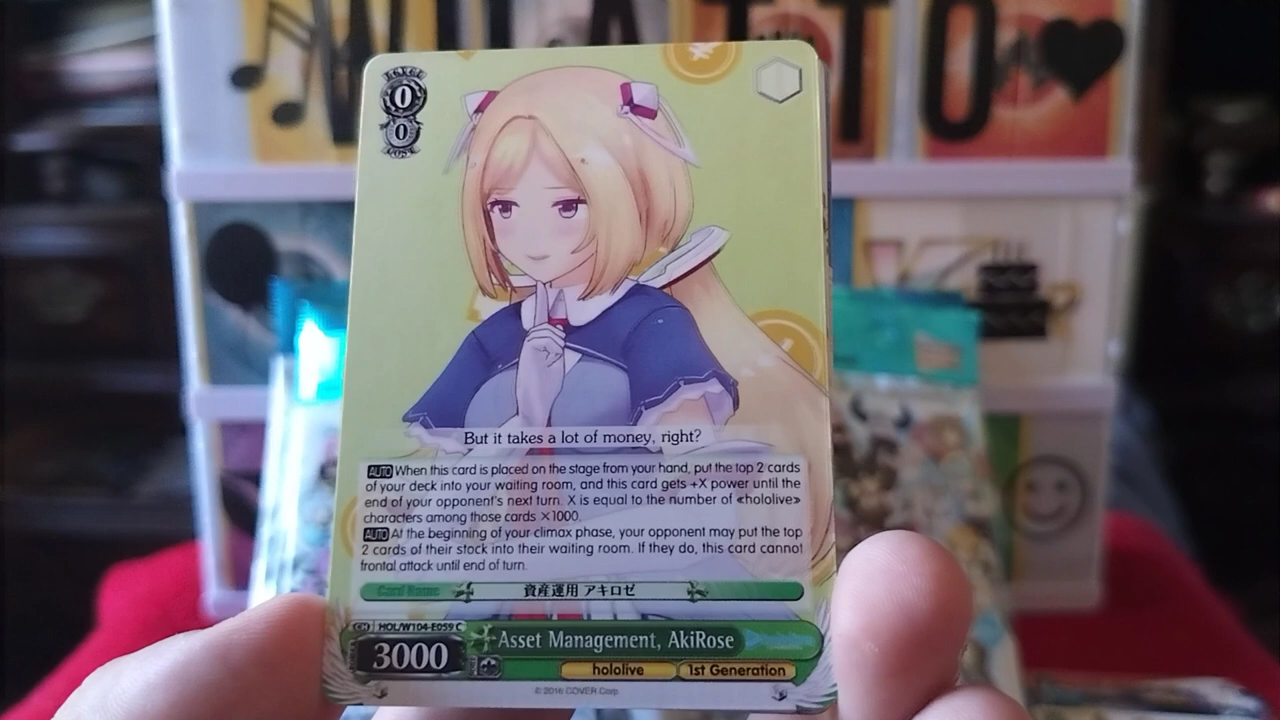 LEVEL
0
0
COST
But it takes a lot of money, right?
AUTO When this card is placed on the stage from your hand, put the top 2 cards
of your deck into your waiting room, and this card gets +X power until the
end of your opponent's next turn. X is equal to the number of «hololive»
characters among those cards ×1000.
AUTO At the beginning of your climax phase, your opponent may put the top
2 cards of their stock into their waiting room. If they do, this card cannot
frontal attack until end of turn.
Card Name
資産運用 アキロゼ
CH HOL/W104-E059 C
Asset Management, AkiRose
3000
hololive
1st Generation
© 2016 COVER Corp.